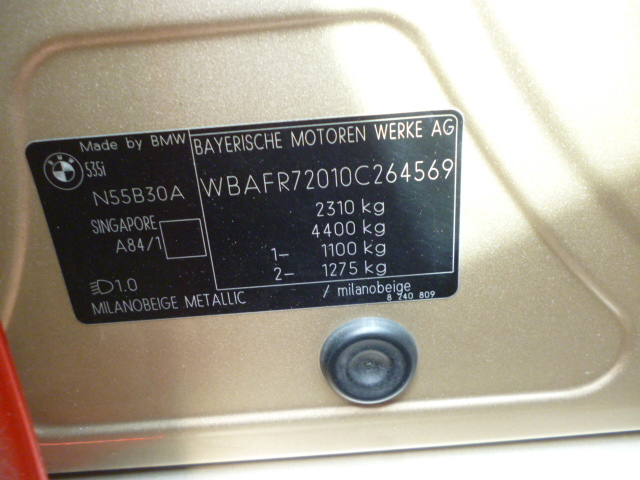 Made by BMW
BMW
535i
N55B30A
SINGAPORE
A84/1
1.0
MILANOBEIGE METALLIC
BAYERISCHE MOTOREN WERKE AG
WBAFR72010C264569
2310 kg
4400 kg
1- 1100 kg
2- 1275 kg
/ milanobeige
8 240 809